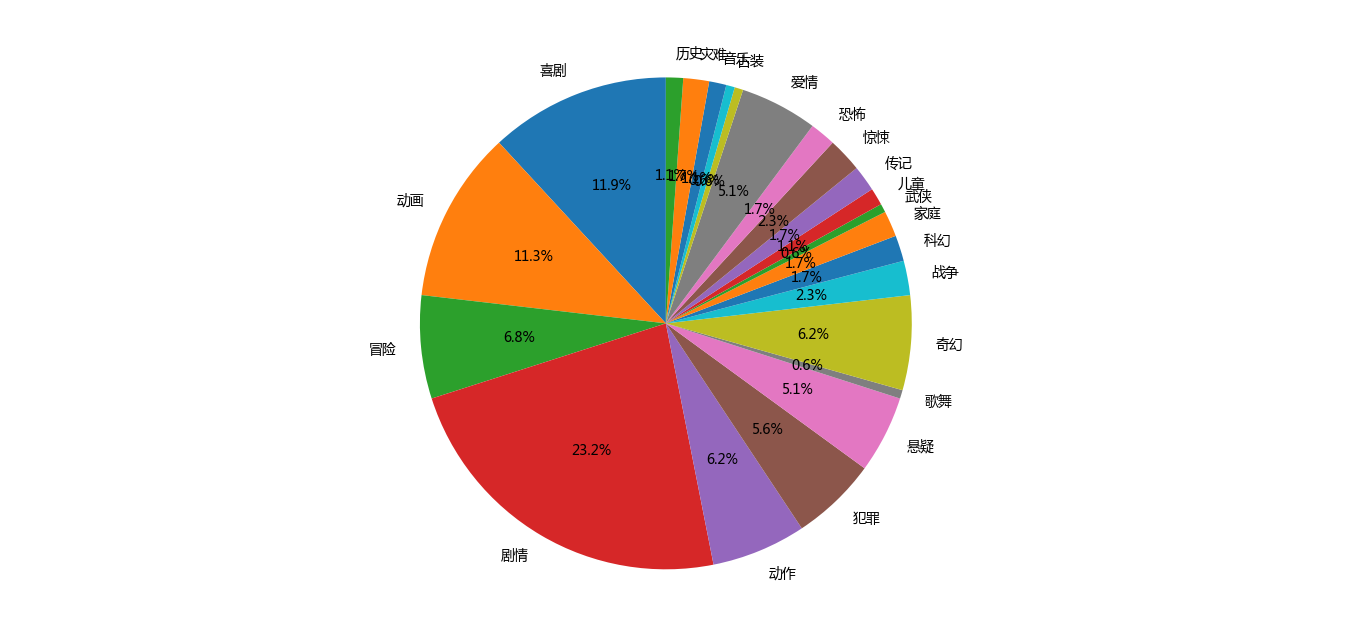 历史
灾难
音乐
古装
喜剧
爱情
恐怖
惊悚
传记
儿童
武侠
家庭
科幻
战争
奇幻
歌舞
悬疑
犯罪
动作
剧情
冒险
动画
11.9%
11.3%
6.8%
23.2%
6.2%
5.6%
5.1%
0.6%
6.2%
2.3%
1.7%
1.7%
0.6%
1.1%
1.7%
2.3%
1.7%
5.1%
1.1%